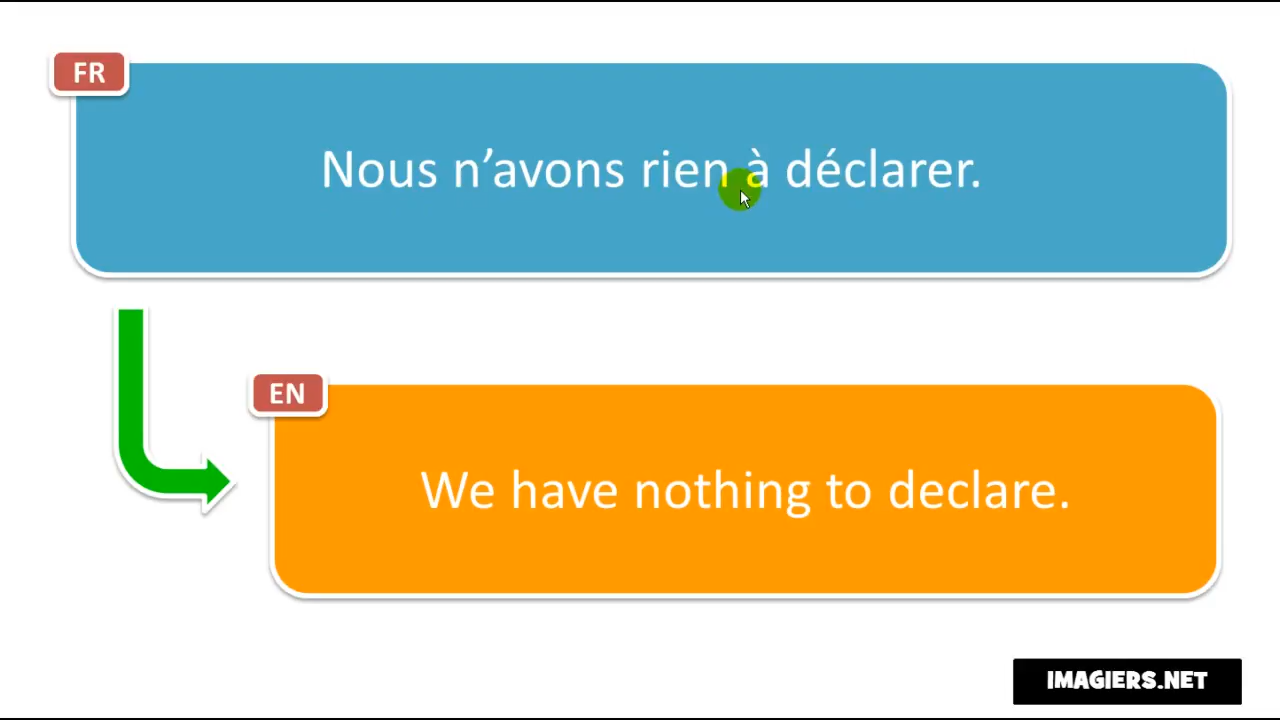 FR
Nous n’avons rien à déclarer.
EN
We have nothing to declare.
IMAGIERS.NET